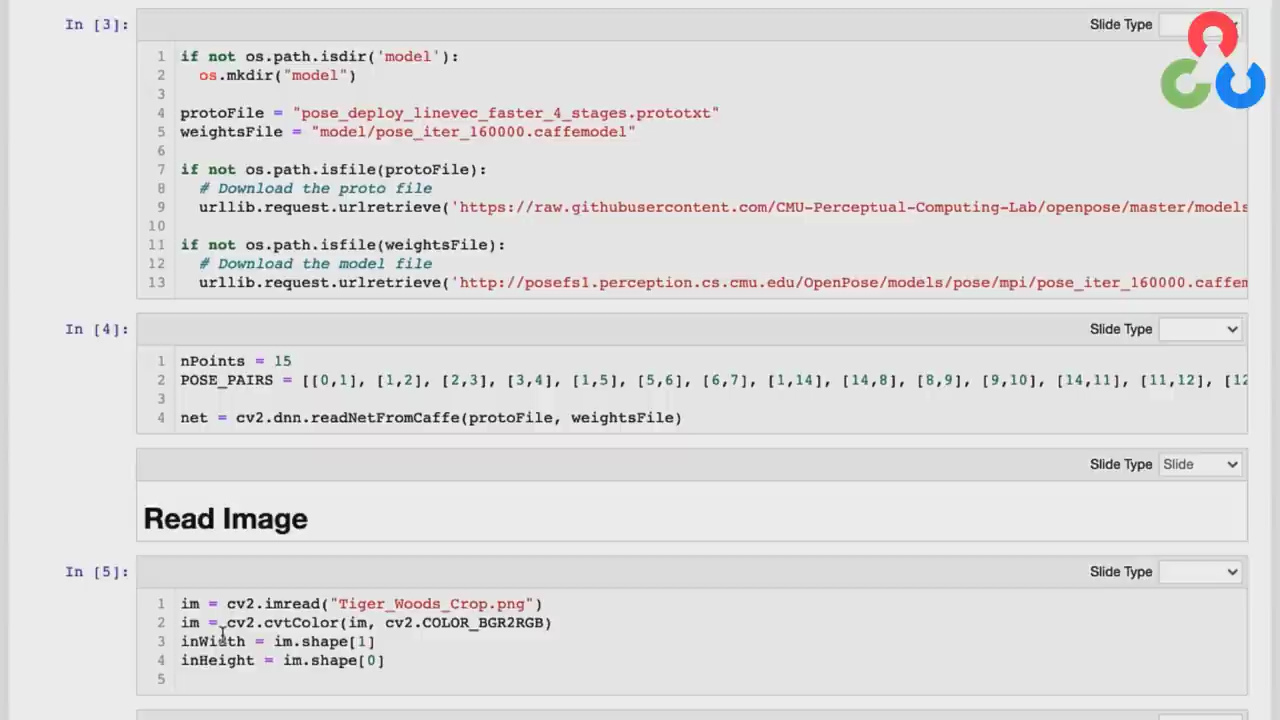 In [3]:
Slide Type
1 if not os.path.isdir('model'):
2   os.mkdir("model")
3
4 protoFile = "pose_deploy_linevec_faster_4_stages.prototxt"
5 weightsFile = "model/pose_iter_160000.caffemodel"
6
7 if not os.path.isfile(protoFile):
8   # Download the proto file
9   urllib.request.urlretrieve('https://raw.githubusercontent.com/CMU-Perceptual-Computing-Lab/openpose/master/models
10
11 if not os.path.isfile(weightsFile):
12   # Download the model file
13   urllib.request.urlretrieve('http://posefs1.perception.cs.cmu.edu/OpenPose/models/pose/mpi/pose_iter_160000.caffem
In [4]:
Slide Type
1 nPoints = 15
2 POSE_PAIRS = [[0,1], [1,2], [2,3], [3,4], [1,5], [5,6], [6,7], [1,14], [14,8], [8,9], [9,10], [14,11], [11,12], [12
3
4 net = cv2.dnn.readNetFromCaffe(protoFile, weightsFile)
Slide Type Slide
Read Image
In [5]:
Slide Type
1 im = cv2.imread("Tiger_Woods_Crop.png")
2 im = cv2.cvtColor(im, cv2.COLOR_BGR2RGB)
3 inWidth = im.shape[1]
4 inHeight = im.shape[0]
5